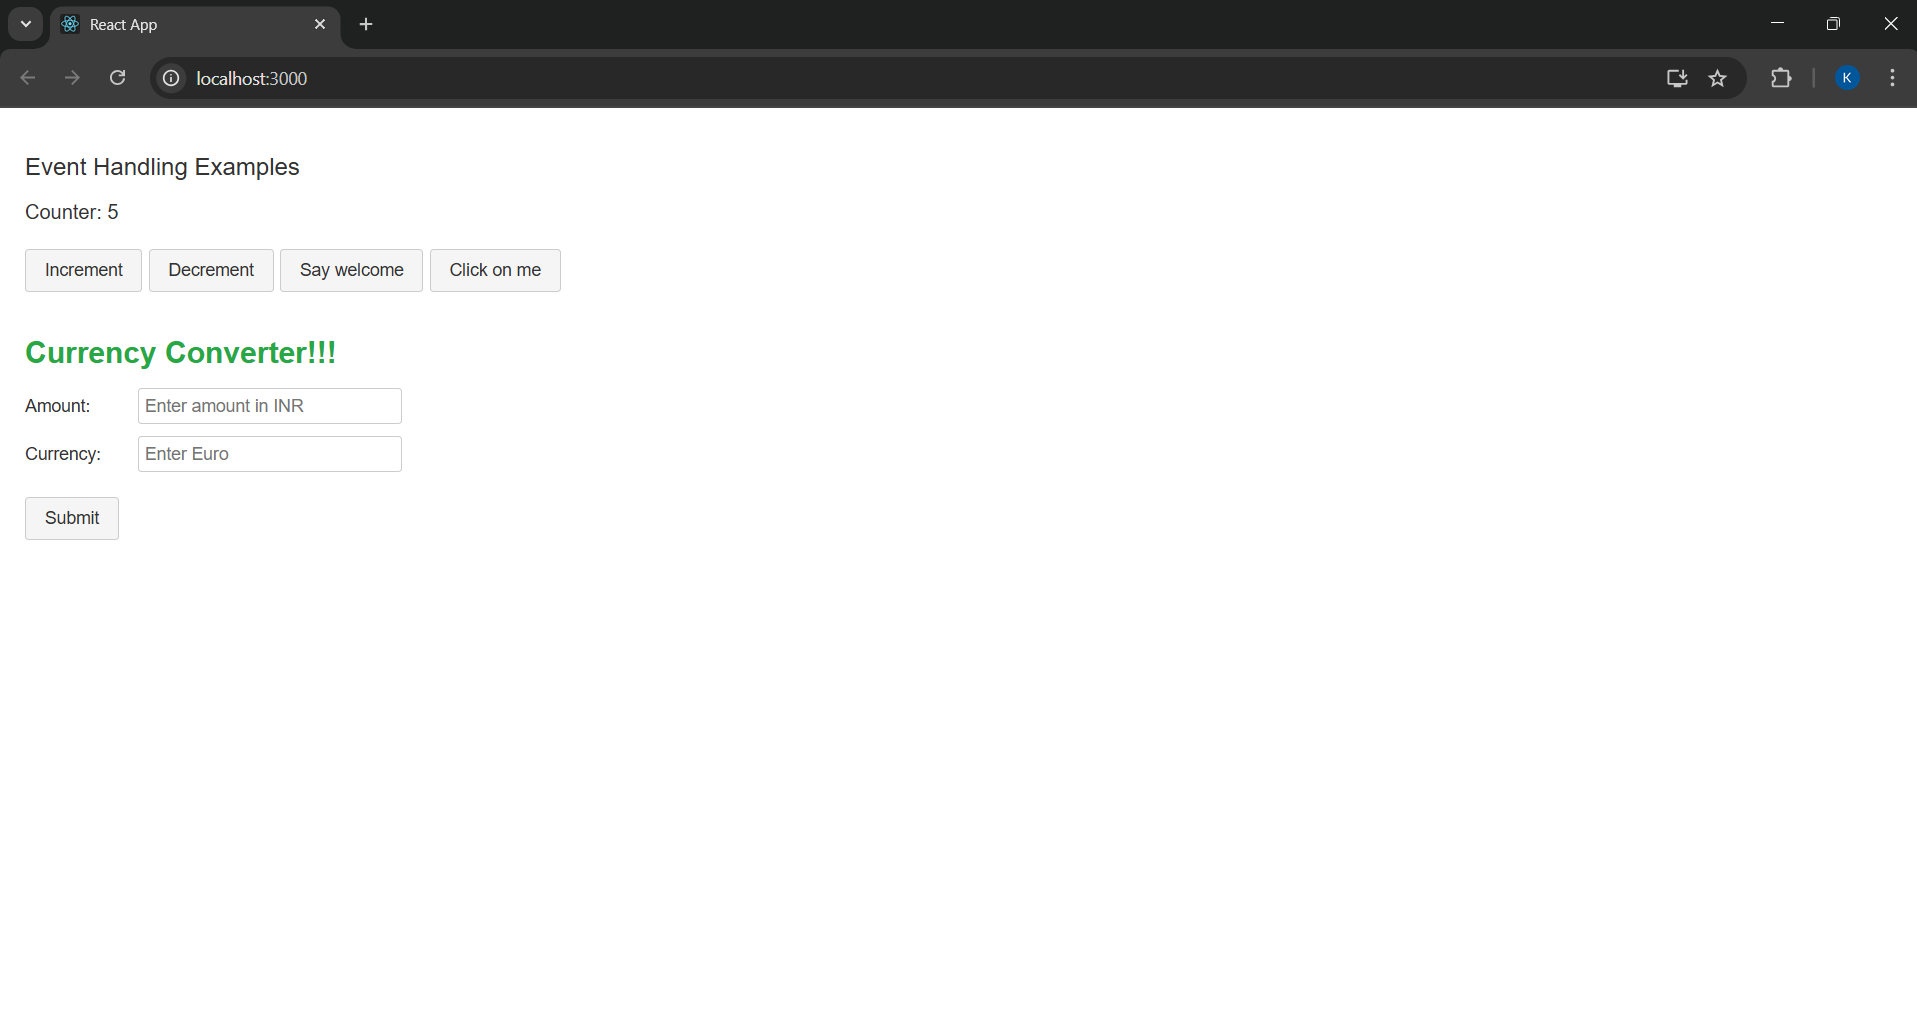 React App
localhost:3000
K
Event Handling Examples
Counter: 5
Increment Decrement Say welcome Click on me
Currency Converter!!!
Amount: Enter amount in INR
Currency: Enter Euro
Submit